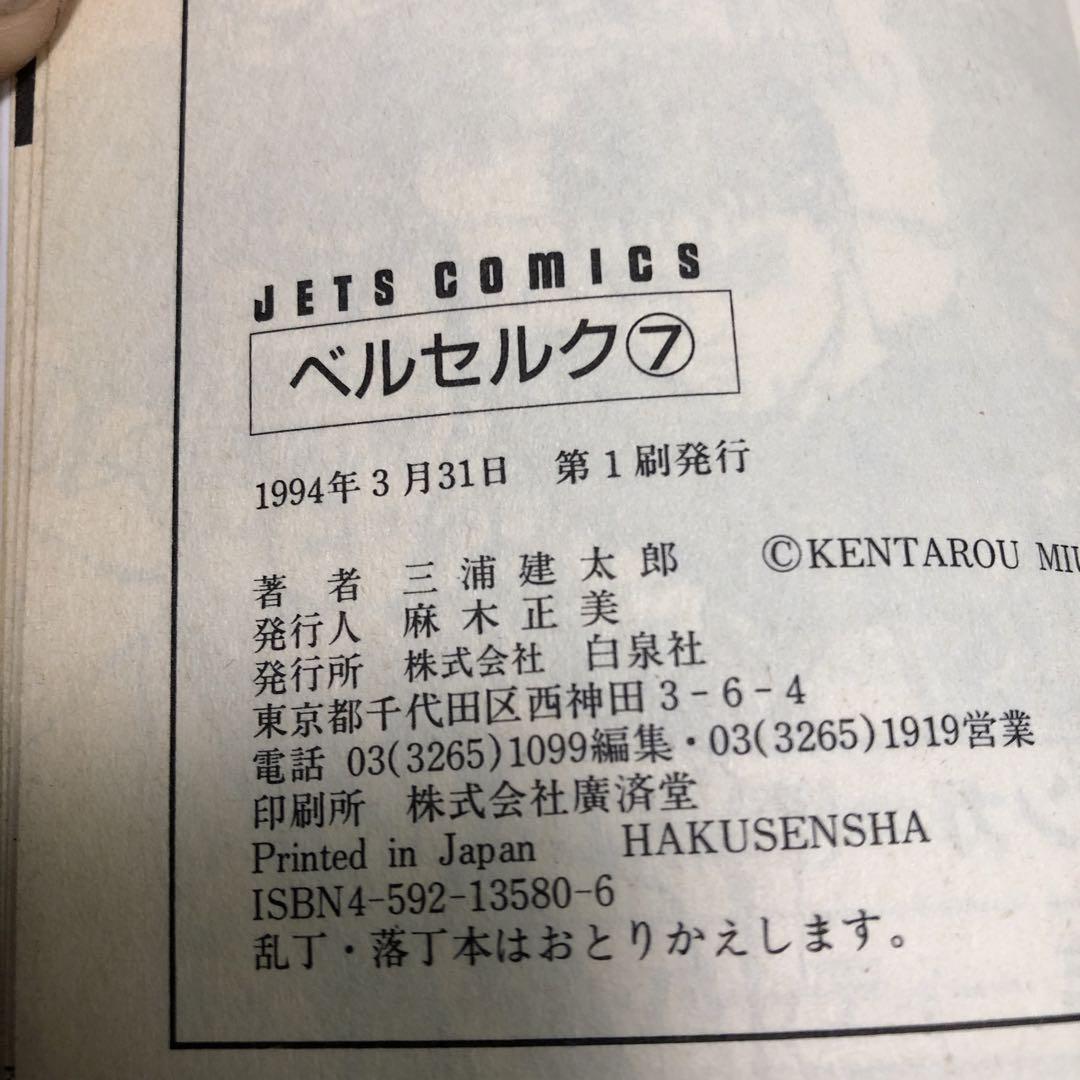 JETS COMICS
ベルセルク⑦
1994年3月31日 第1刷発行
著者 三浦建太郎 ©KENTAROU
発行人 麻木正美
発行所 株式会社 白泉社
東京都千代田区西神田3-6-4
電話 03(3265)1099編集・03(3265)1919営業
印刷所 株式会社廣済堂
Printed in Japan HAKUSENSHA
ISBN4-592-13580-6
乱丁・落丁本はおとりかえします。